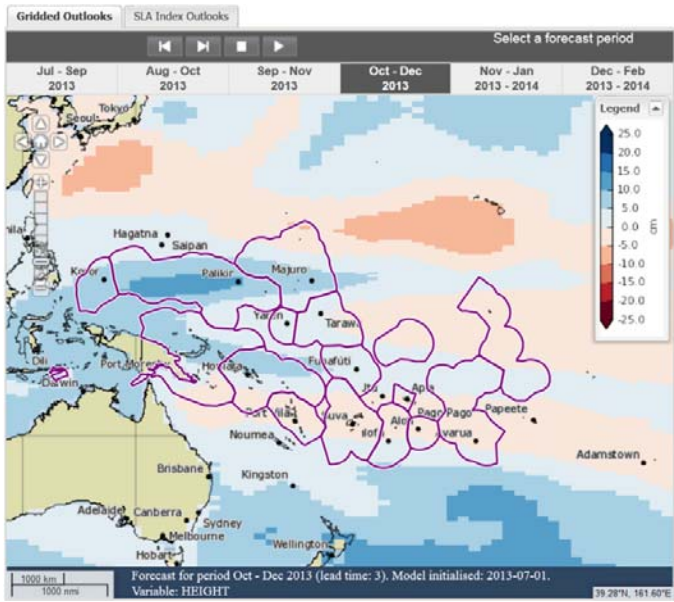 Gridded Outlooks
SLA Index Outlooks
Select a forecast period
Jul - Sep
2013
Aug - Oct
2013
Sep - Nov
2013
Oct - Dec
2013
Nov - Jan
2013 - 2014
Dec - Feb
2013 - 2014
Legend
25.0
20.0
15.0
10.0
5.0
0.0
-5.0
-10.0
-15.0
-20.0
-25.0
cm
Tokyo
Seoul
Hagatna
Saipan
Koror
Palikir
Majuro
Tarawa
Dili
Darwin
Funafuti
Apia
Pago Pago
Papeete
Noumea
Adamstown
Brisbane
Kingston
Adelaide
Canberra
Sydney
Melbourne
Hobart
Wellington
1000 km
1000 nmi
Forecast for period Oct - Dec 2013 (lead time: 3). Model initialised: 2013-07-01.
Variable: HEIGHT
39.28°N, 161.60°E